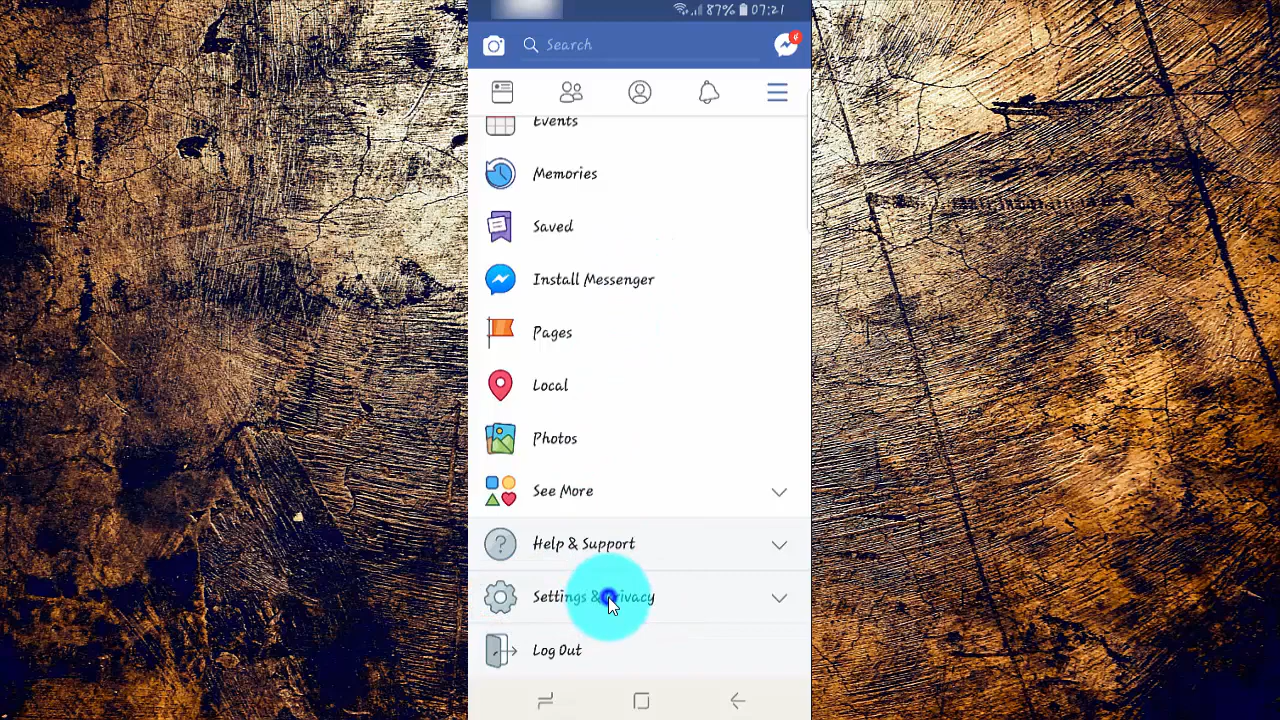 87% 07:21
Search
Events
Memories
Saved
Install Messenger
Pages
Local
Photos
See More
? Help & Support
Settings & Privacy
Log Out